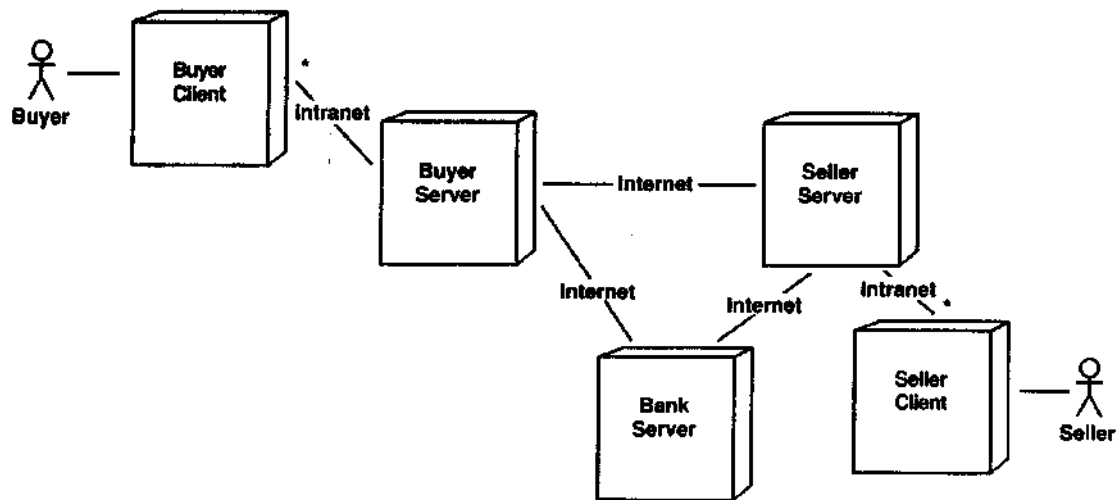 Buyer
Client
*
Buyer
Intranet
Buyer
Server
Internet
Seller
Server
Internet
Internet
Intranet
*
Bank
Server
Seller
Client
Seller